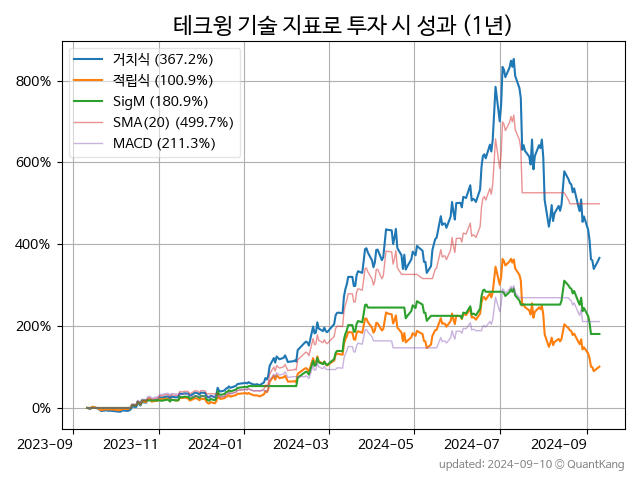 테크윙 기술 지표로 투자 시 성과 (1년)
거치식 (367.2%)
적립식 (100.9%)
SigM (180.9%)
SMA(20) (499.7%)
MACD (211.3%)
800%
600%
400%
200%
0%
2023-09 2023-11 2024-01 2024-03 2024-05 2024-07 2024-09
updated: 2024-09-10 © QuantKang